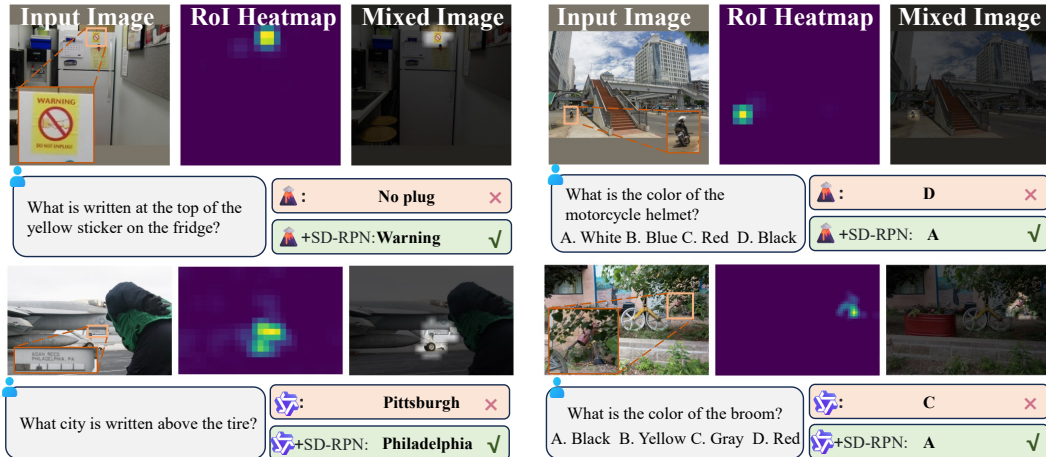 Input Image RoI Heatmap Mixed Image
WARNING
DO NOT UNPLUG
What is written at the top of the
yellow sticker on the fridge?
: No plug ×
+SD-RPN: Warning √
Input Image RoI Heatmap Mixed Image
What is the color of the
motorcycle helmet?
A. White B. Blue C. Red D. Black
: D ×
+SD-RPN: A √
PHILADELPHIA, PA
What city is written above the tire?
: Pittsburgh ×
+SD-RPN: Philadelphia √
What is the color of the broom?
A. Black B. Yellow C. Gray D. Red
: C ×
+SD-RPN: A √